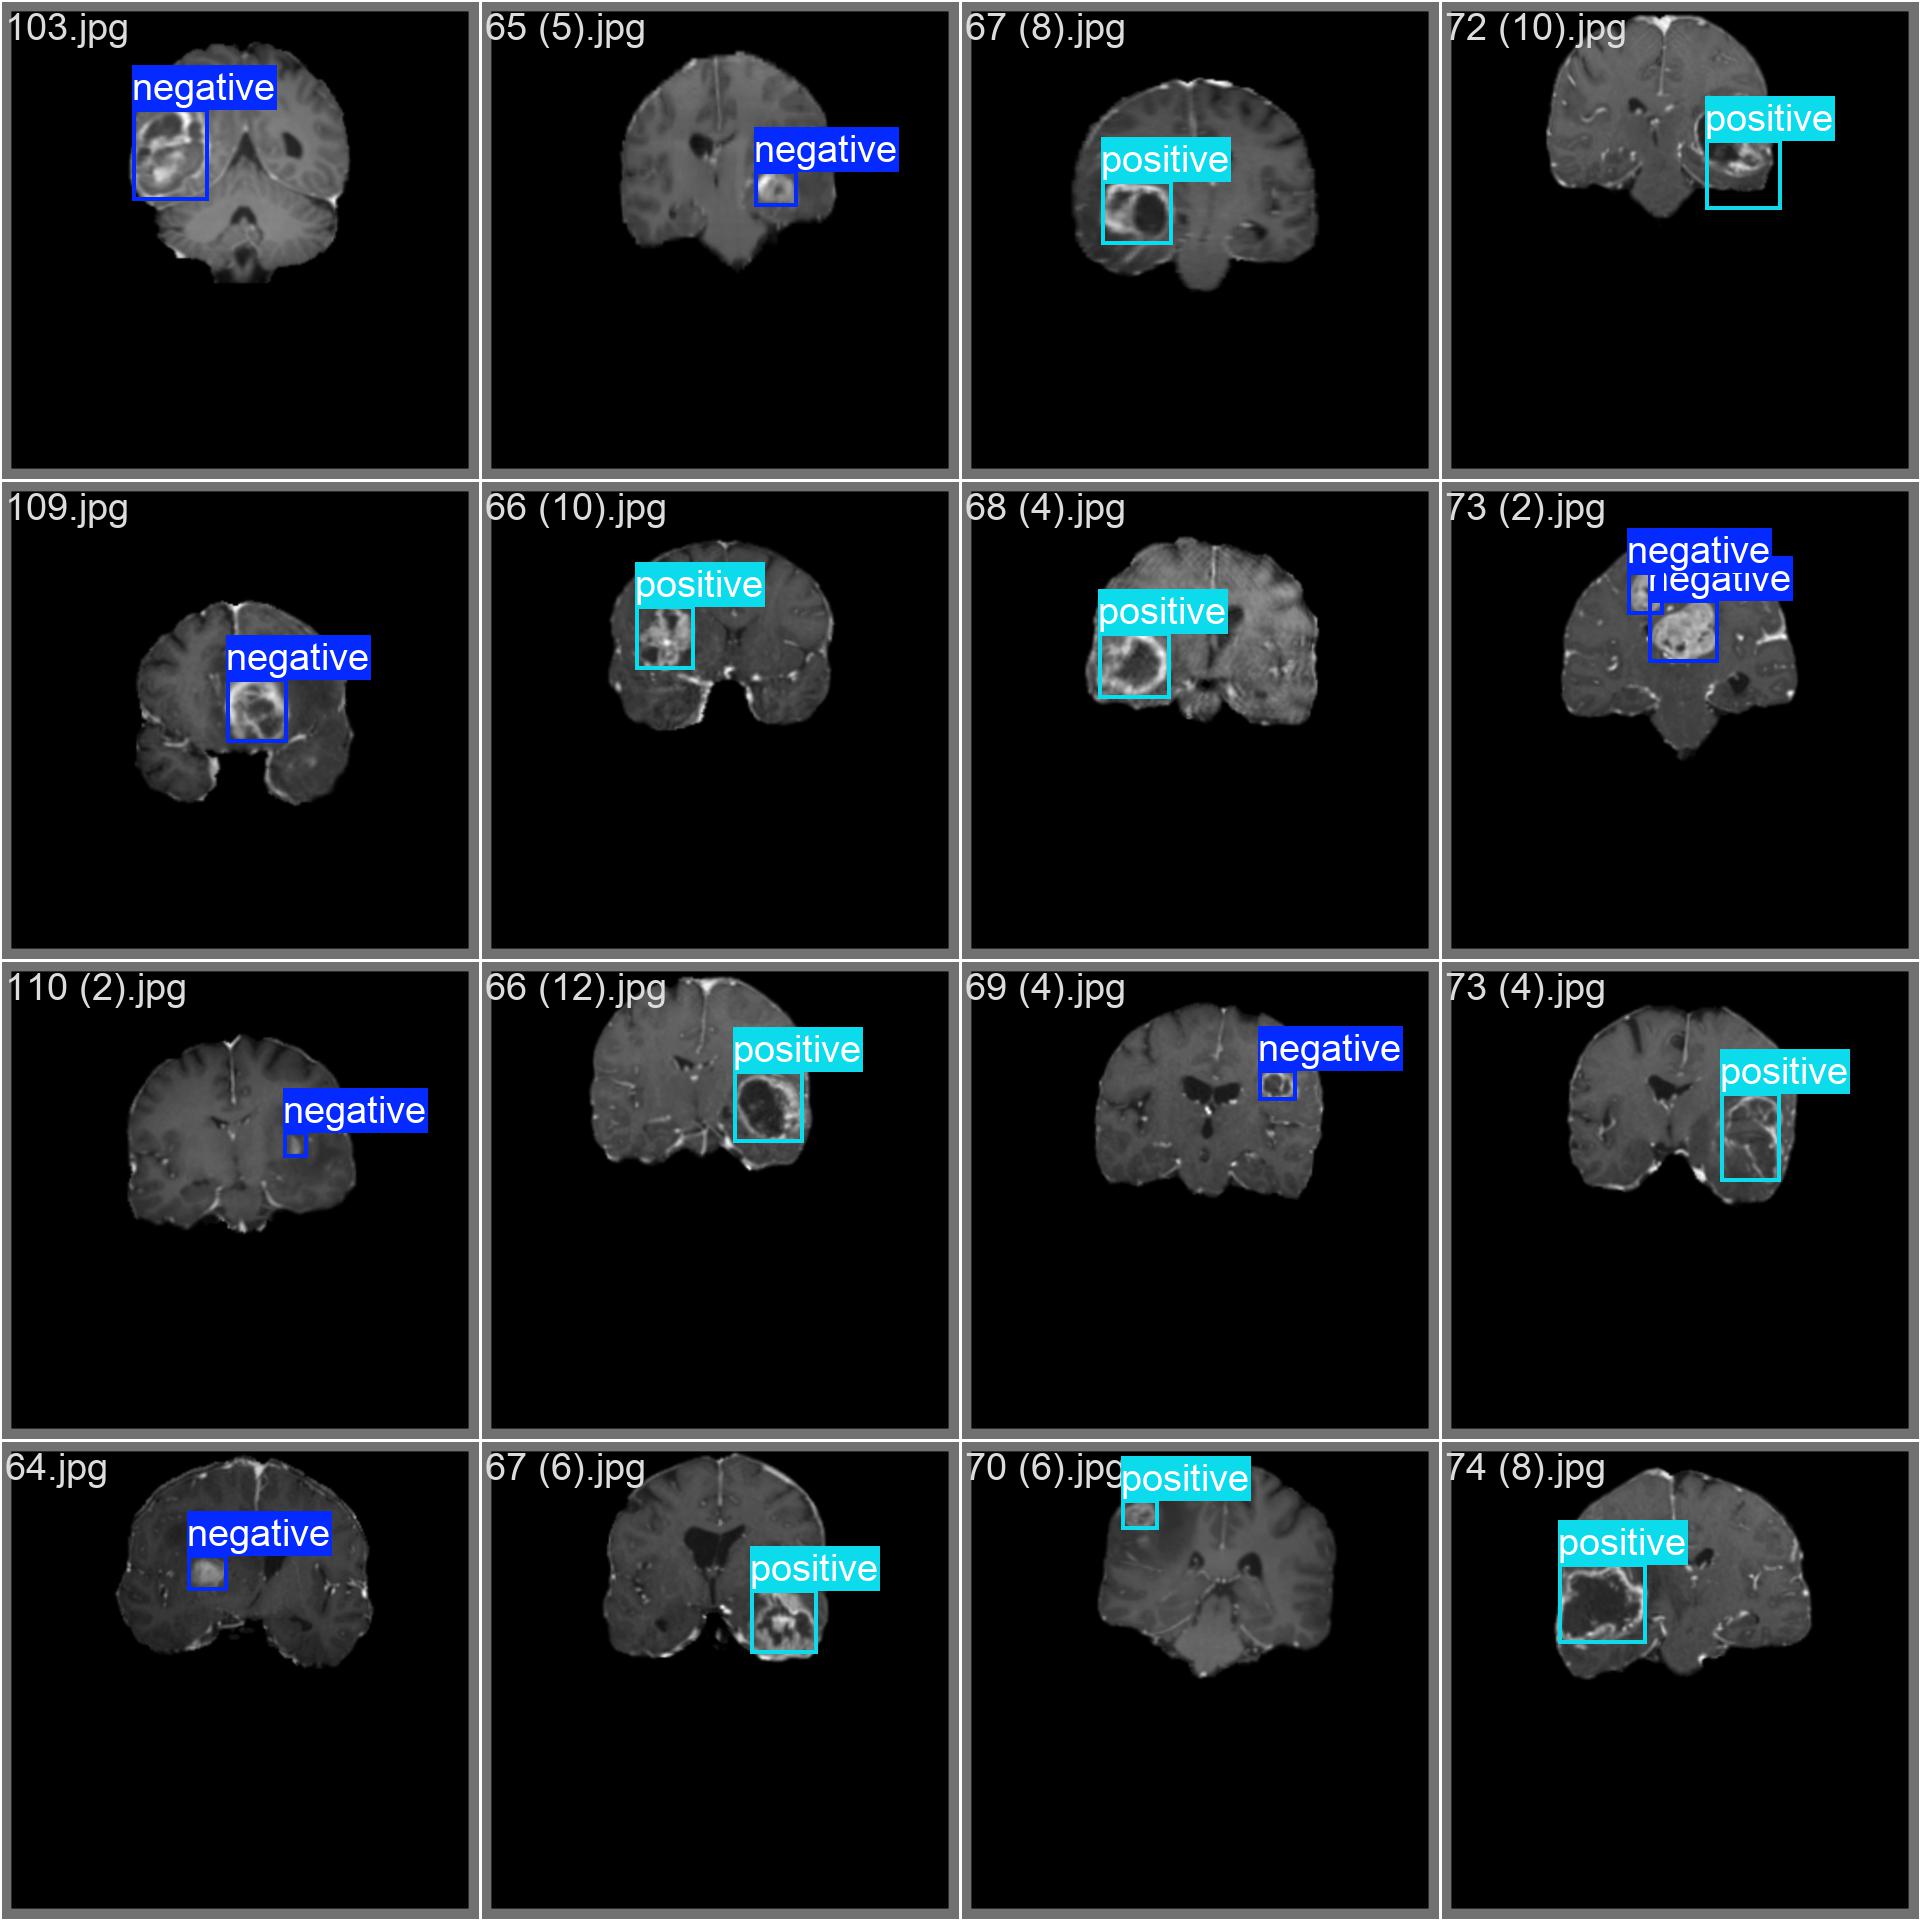 103.jpg
negative
65 (5).jpg
negative
67 (8).jpg
positive
72 (10).jpg
positive
109.jpg
negative
66 (10).jpg
positive
68 (4).jpg
positive
73 (2).jpg
negative
negative
110 (2).jpg
negative
66 (12).jpg
positive
69 (4).jpg
negative
73 (4).jpg
positive
64.jpg
negative
67 (6).jpg
positive
70 (6).jpg
positive
74 (8).jpg
positive